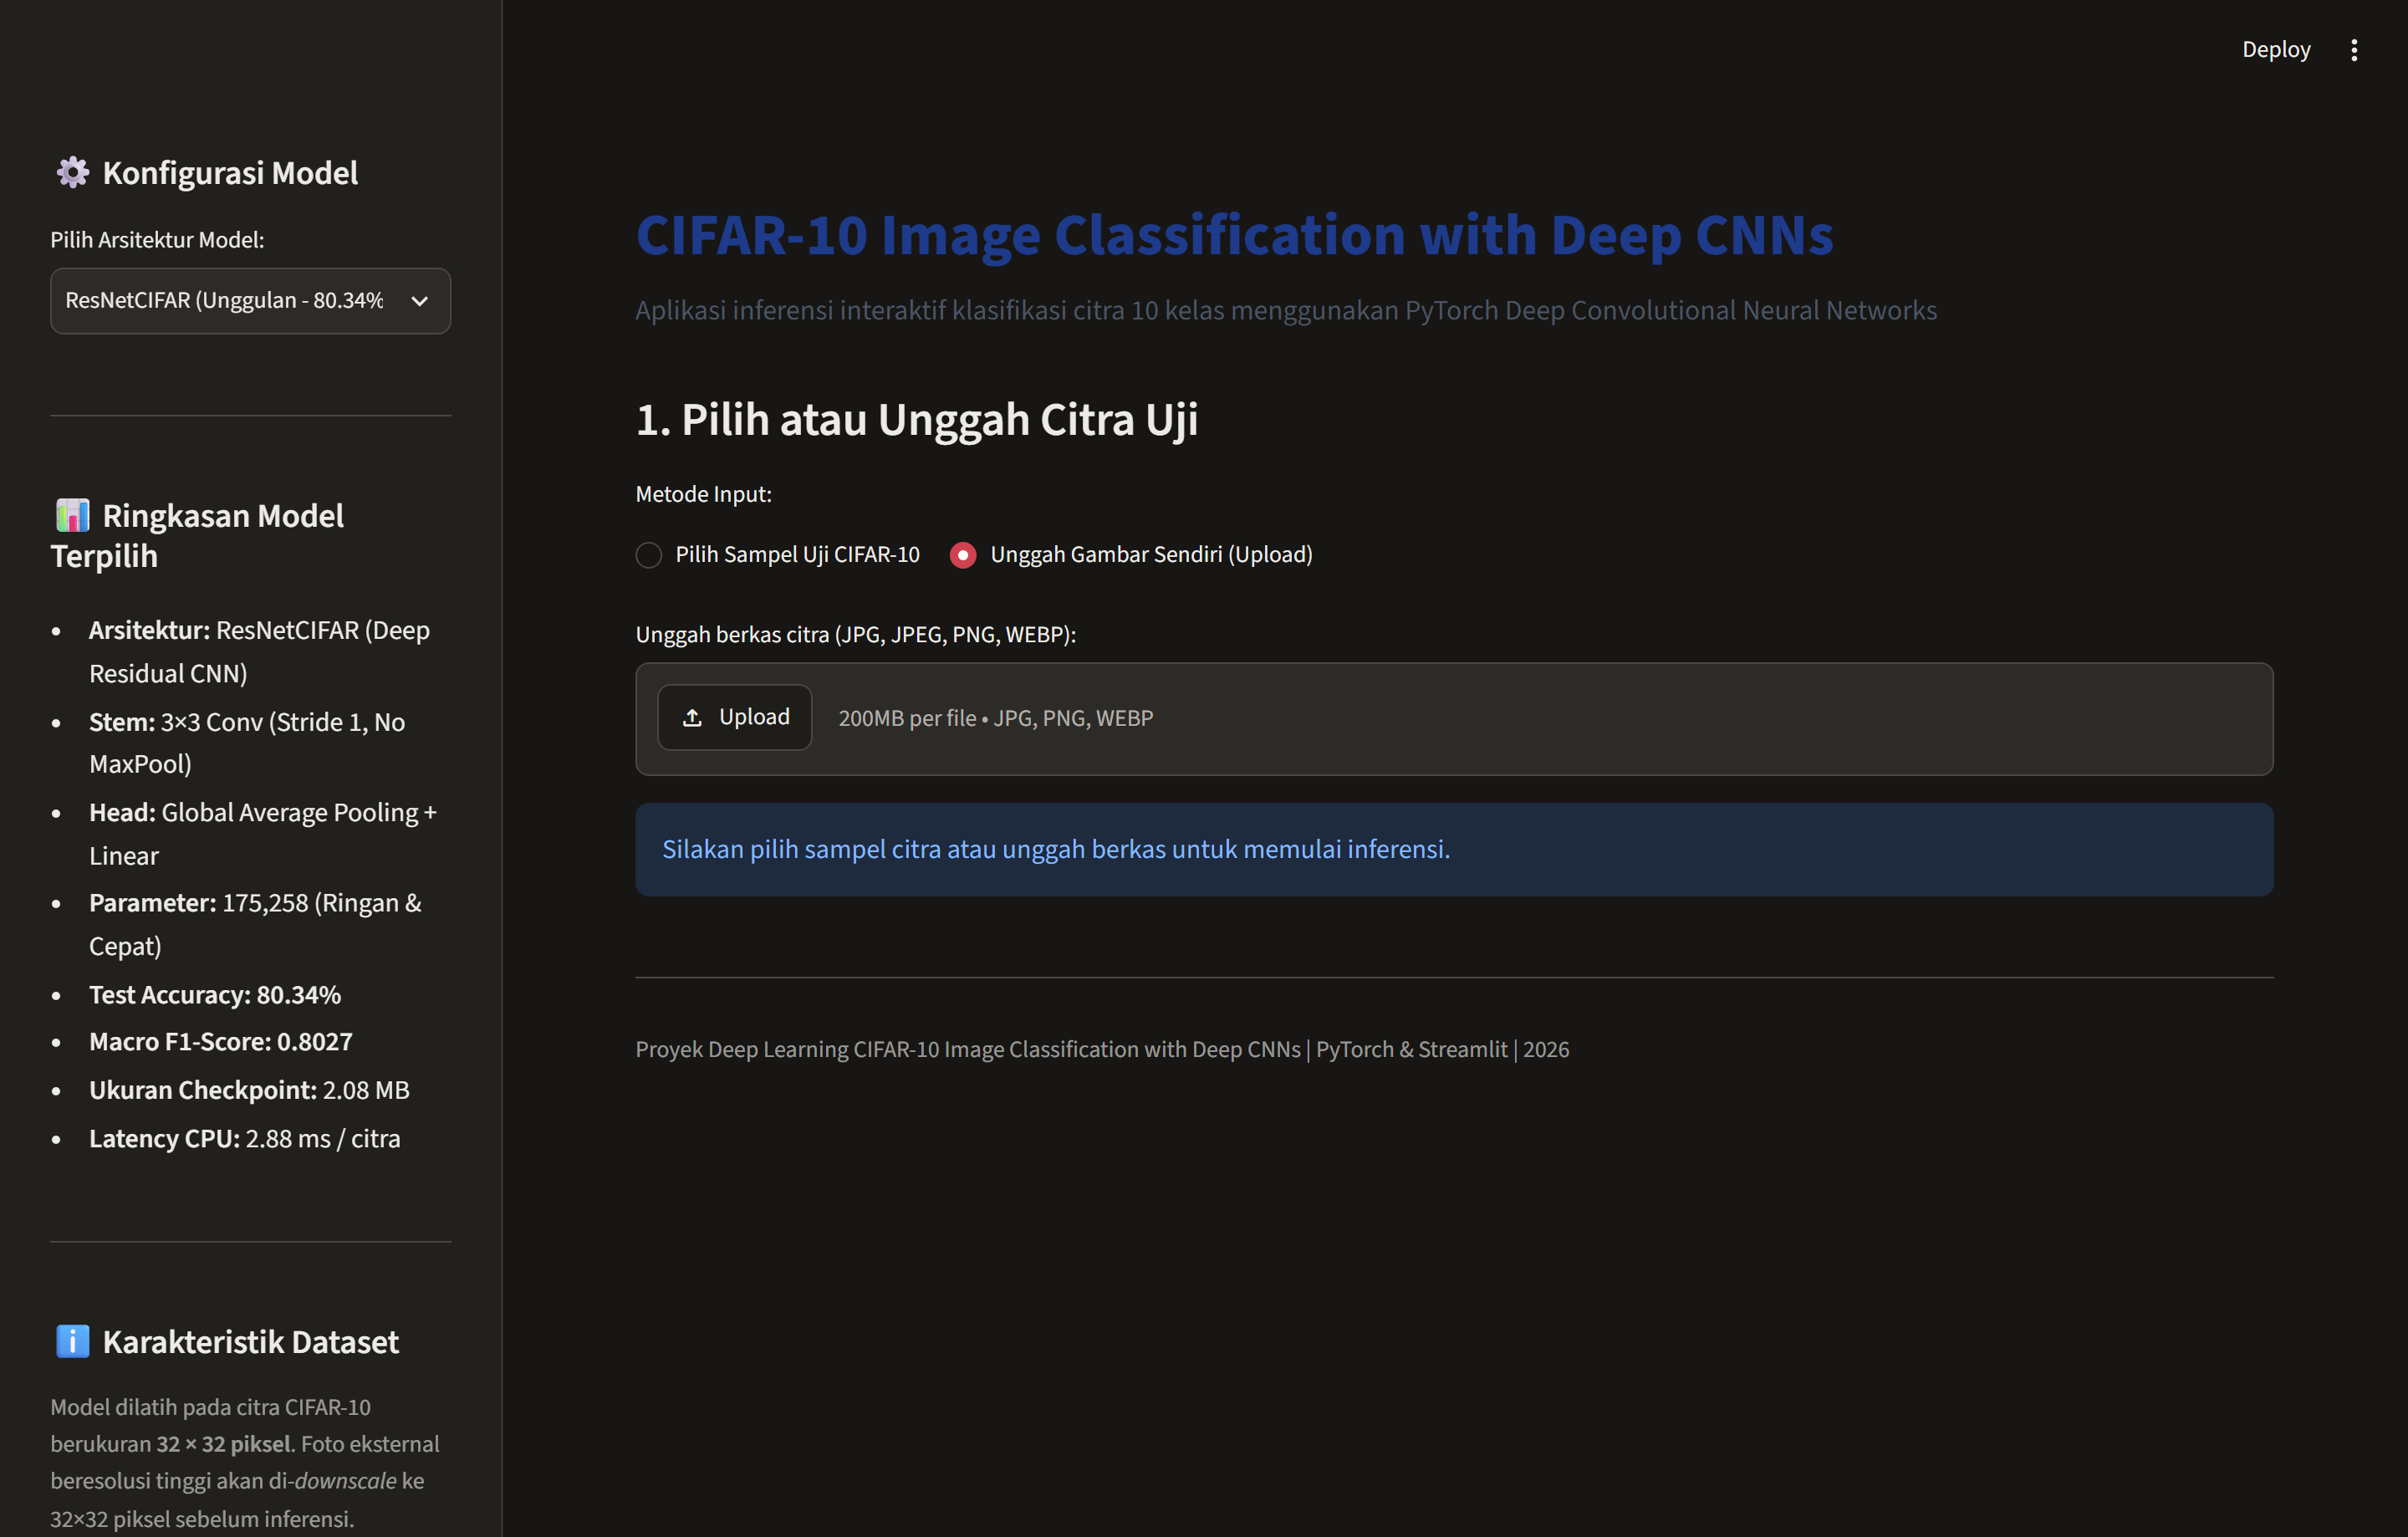 Deploy
Konfigurasi Model
Pilih Arsitektur Model:
ResNetCIFAR (Unggulan - 80.34%
Ringkasan Model
Terpilih
• Arsitektur: ResNetCIFAR (Deep
Residual CNN)
• Stem: 3×3 Conv (Stride 1, No
MaxPool)
• Head: Global Average Pooling +
Linear
• Parameter: 175,258 (Ringan &
Cepat)
• Test Accuracy: 80.34%
• Macro F1-Score: 0.8027
• Ukuran Checkpoint: 2.08 MB
• Latency CPU: 2.88 ms / citra
Karakteristik Dataset
Model dilatih pada citra CIFAR-10
berukuran 32 × 32 piksel. Foto eksternal
beresolusi tinggi akan di-downscale ke
32×32 piksel sebelum inferensi.
CIFAR-10 Image Classification with Deep CNNs
Aplikasi inferensi interaktif klasifikasi citra 10 kelas menggunakan PyTorch Deep Convolutional Neural Networks
1. Pilih atau Unggah Citra Uji
Metode Input:
Pilih Sampel Uji CIFAR-10 Unggah Gambar Sendiri (Upload)
Unggah berkas citra (JPG, JPEG, PNG, WEBP):
Upload 200MB per file • JPG, PNG, WEBP
Silakan pilih sampel citra atau unggah berkas untuk memulai inferensi.
Proyek Deep Learning CIFAR-10 Image Classification with Deep CNNs | PyTorch & Streamlit | 2026